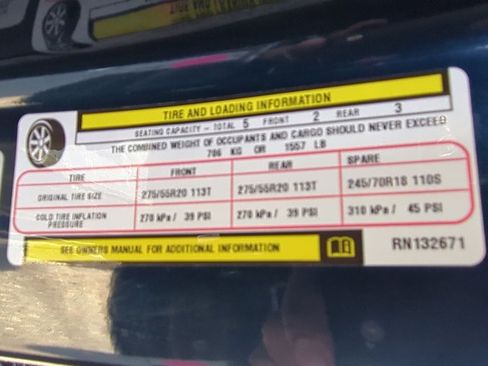 TIRE AND LOADING INFORMATION
SEATING CAPACITY - TOTAL 5 FRONT 2 REAR 3
THE COMBINED WEIGHT OF OCCUPANTS AND CARGO SHOULD NEVER EXCEED
706 KG OR 1557 LB
TIRE FRONT REAR SPARE
ORIGINAL TIRE SIZE 275/55R20 113T 275/55R20 113T 245/70R18 110S
COLD TIRE INFLATION PRESSURE 270 kPa / 39 PSI 270 kPa / 39 PSI 310 kPa / 45 PSI
SEE OWNERS MANUAL FOR ADDITIONAL INFORMATION RN132671